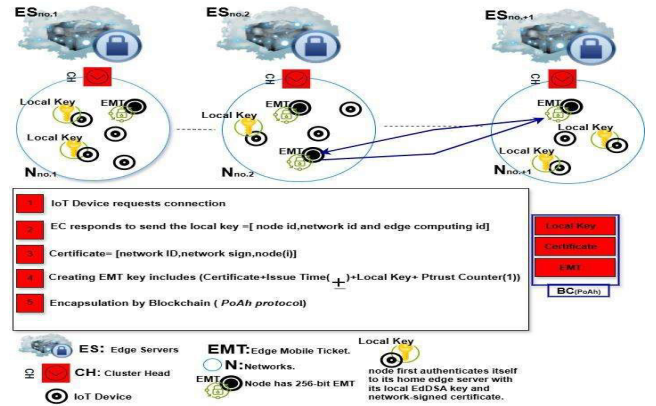 ESno.1
ESno.2
ESno.+1
CH
CH
CH
Local Key
EMT
Local Key
Nno.1
EMT
Local Key
EMT
Nno.2
EMT
Local Key
Local Key
Nno.+1
1 IoT Device requests connection
2 EC responds to send the local key =[ node id,network id and edge computing id]
3 Certificate= [network ID,network sign,node(i)]
4 Creating EMT key includes (Certificate+Issue Time(±)+Local Key+ Ptrust Counter(1))
5 Encapsulation by Blockchain ( PoAh protocol)
Local Key
Certificate
EMT
BC(PoAh)
ES: Edge Servers
CH
CH: Cluster Head
IoT Device
EMT:Edge Mobile Ticket.
N:Networks.
EMT
Node has 256-bit EMT
Local Key
node first authenticates itself
to its home edge server with
its local EdDSA key and
network-signed certificate.